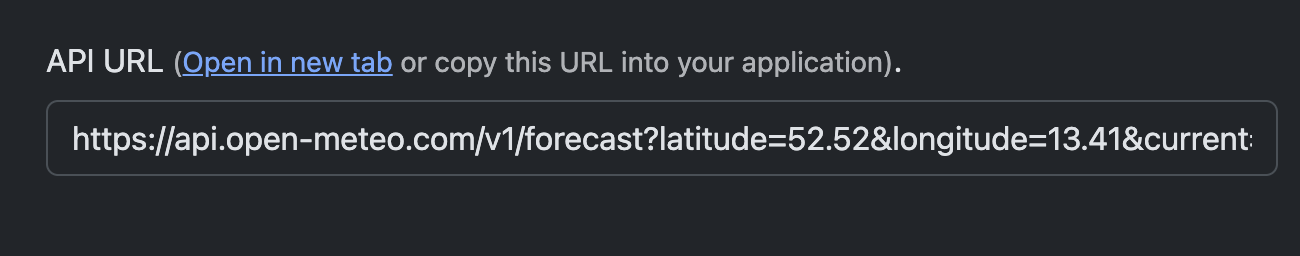 API URL (Open in new tab or copy this URL into your application).
https://api.open-meteo.com/v1/forecast?latitude=52.52&longitude=13.41&current